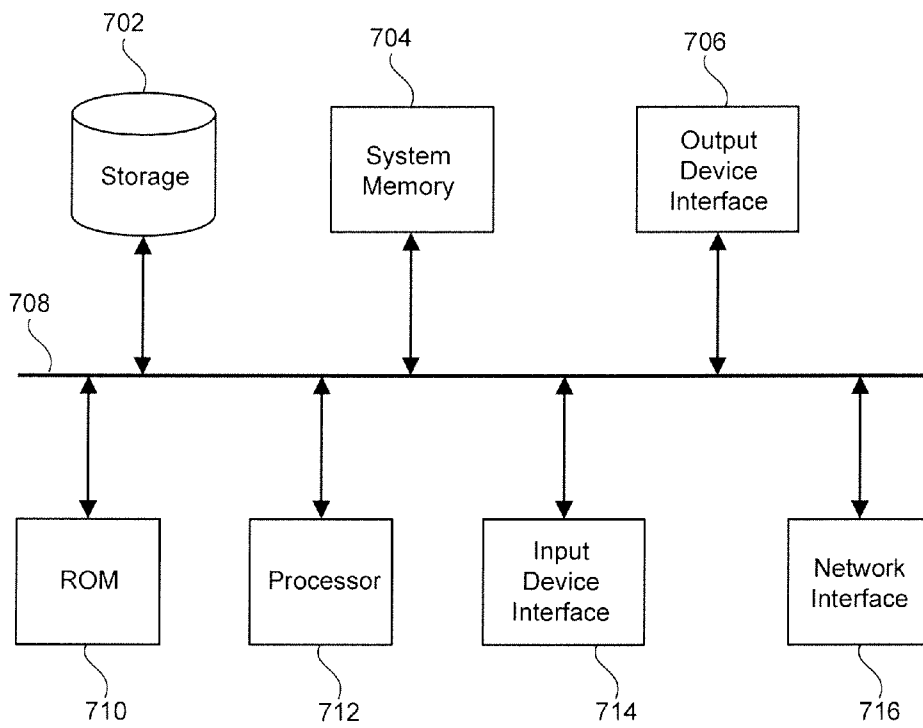 702
704
706
Storage
System
Memory
Output
Device
Interface
708
ROM
Processor
Input
Device
Interface
Network
Interface
710
712
714
716